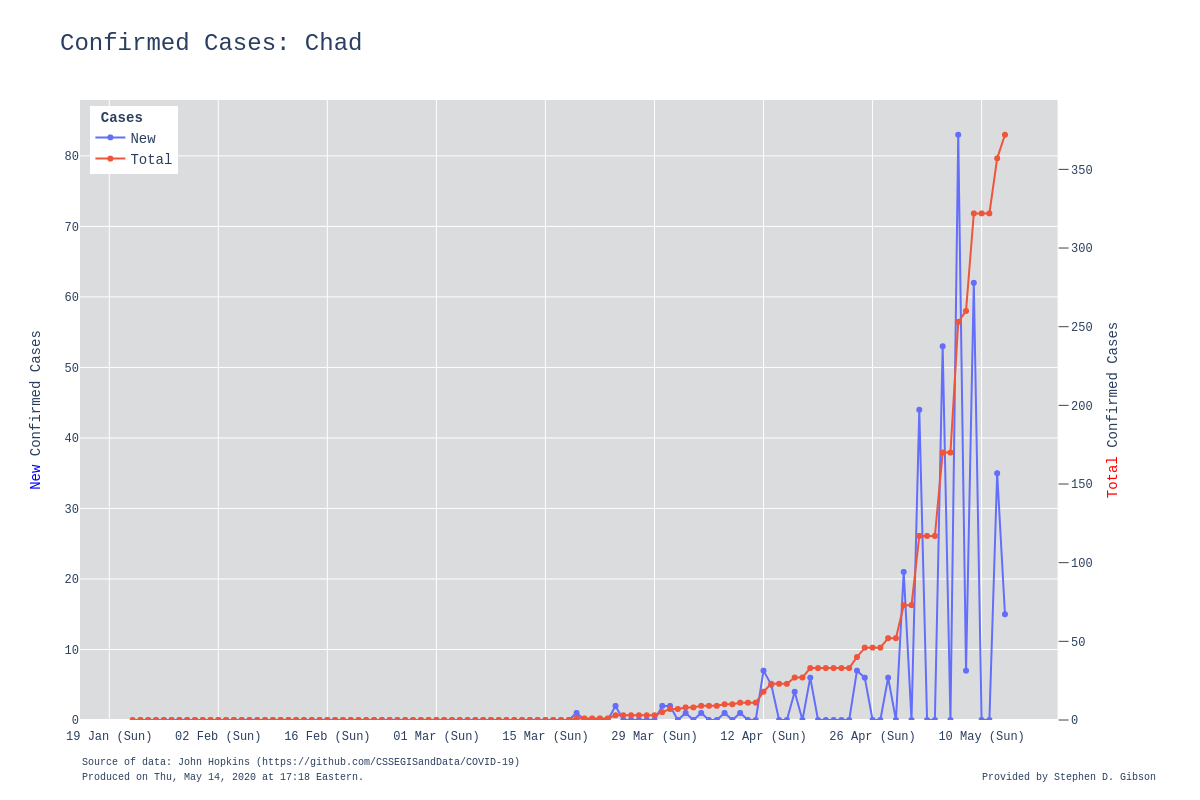 Confirmed Cases: Chad
Cases
New
Total
80
70
60
50
40
30
20
10
0
New Confirmed Cases
350
300
250
200
150
100
50
0
Total Confirmed Cases
19 Jan (Sun) 02 Feb (Sun) 16 Feb (Sun) 01 Mar (Sun) 15 Mar (Sun) 29 Mar (Sun) 12 Apr (Sun) 26 Apr (Sun) 10 May (Sun)
Source of data: John Hopkins (https://github.com/CSSEGISandData/COVID-19)
Produced on Thu, May 14, 2020 at 17:18 Eastern.
Provided by Stephen D. Gibson